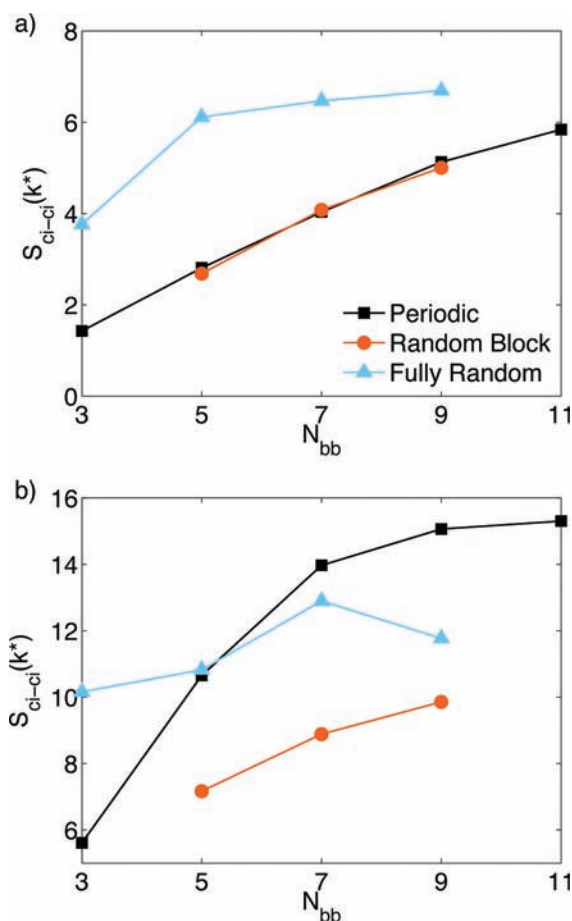 a)
8
6
4
2
0
S_ci−ci(k*)
Periodic
Random Block
Fully Random
3 5 7 9 11
N_bb
b)
16
14
12
10
8
6
S_ci−ci(k*)
3 5 7 9 11
N_bb